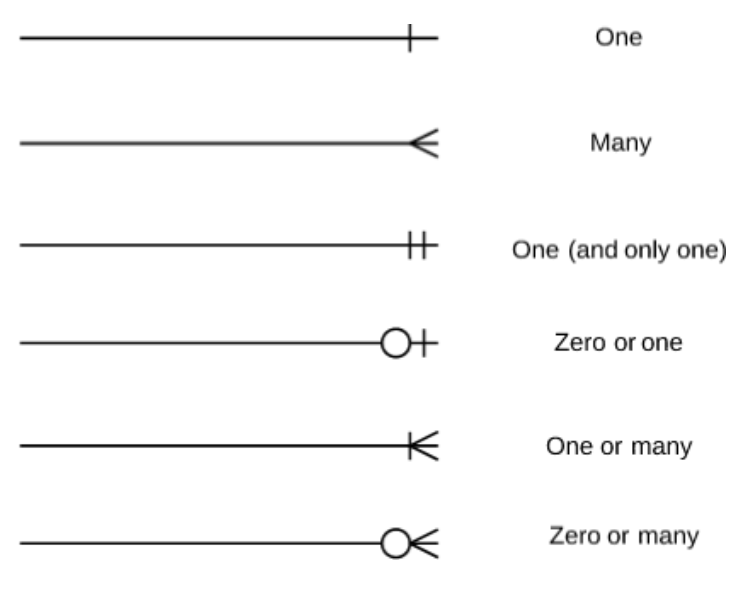 One
Many
One (and only one)
Zero or one
One or many
Zero or many